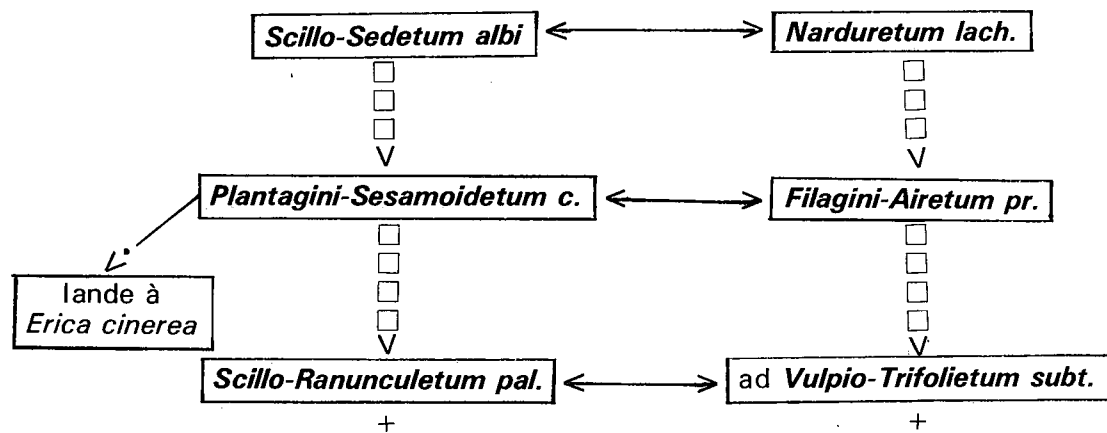 Scillo-Sedetum albi
Narduretum lach.
Plantagini-Sesamoidetum c.
Filagini-Airetum pr.
lande à
Erica cinerea
Scillo-Ranunculetum pal.
ad Vulpio-Trifolietum subt.
+
+